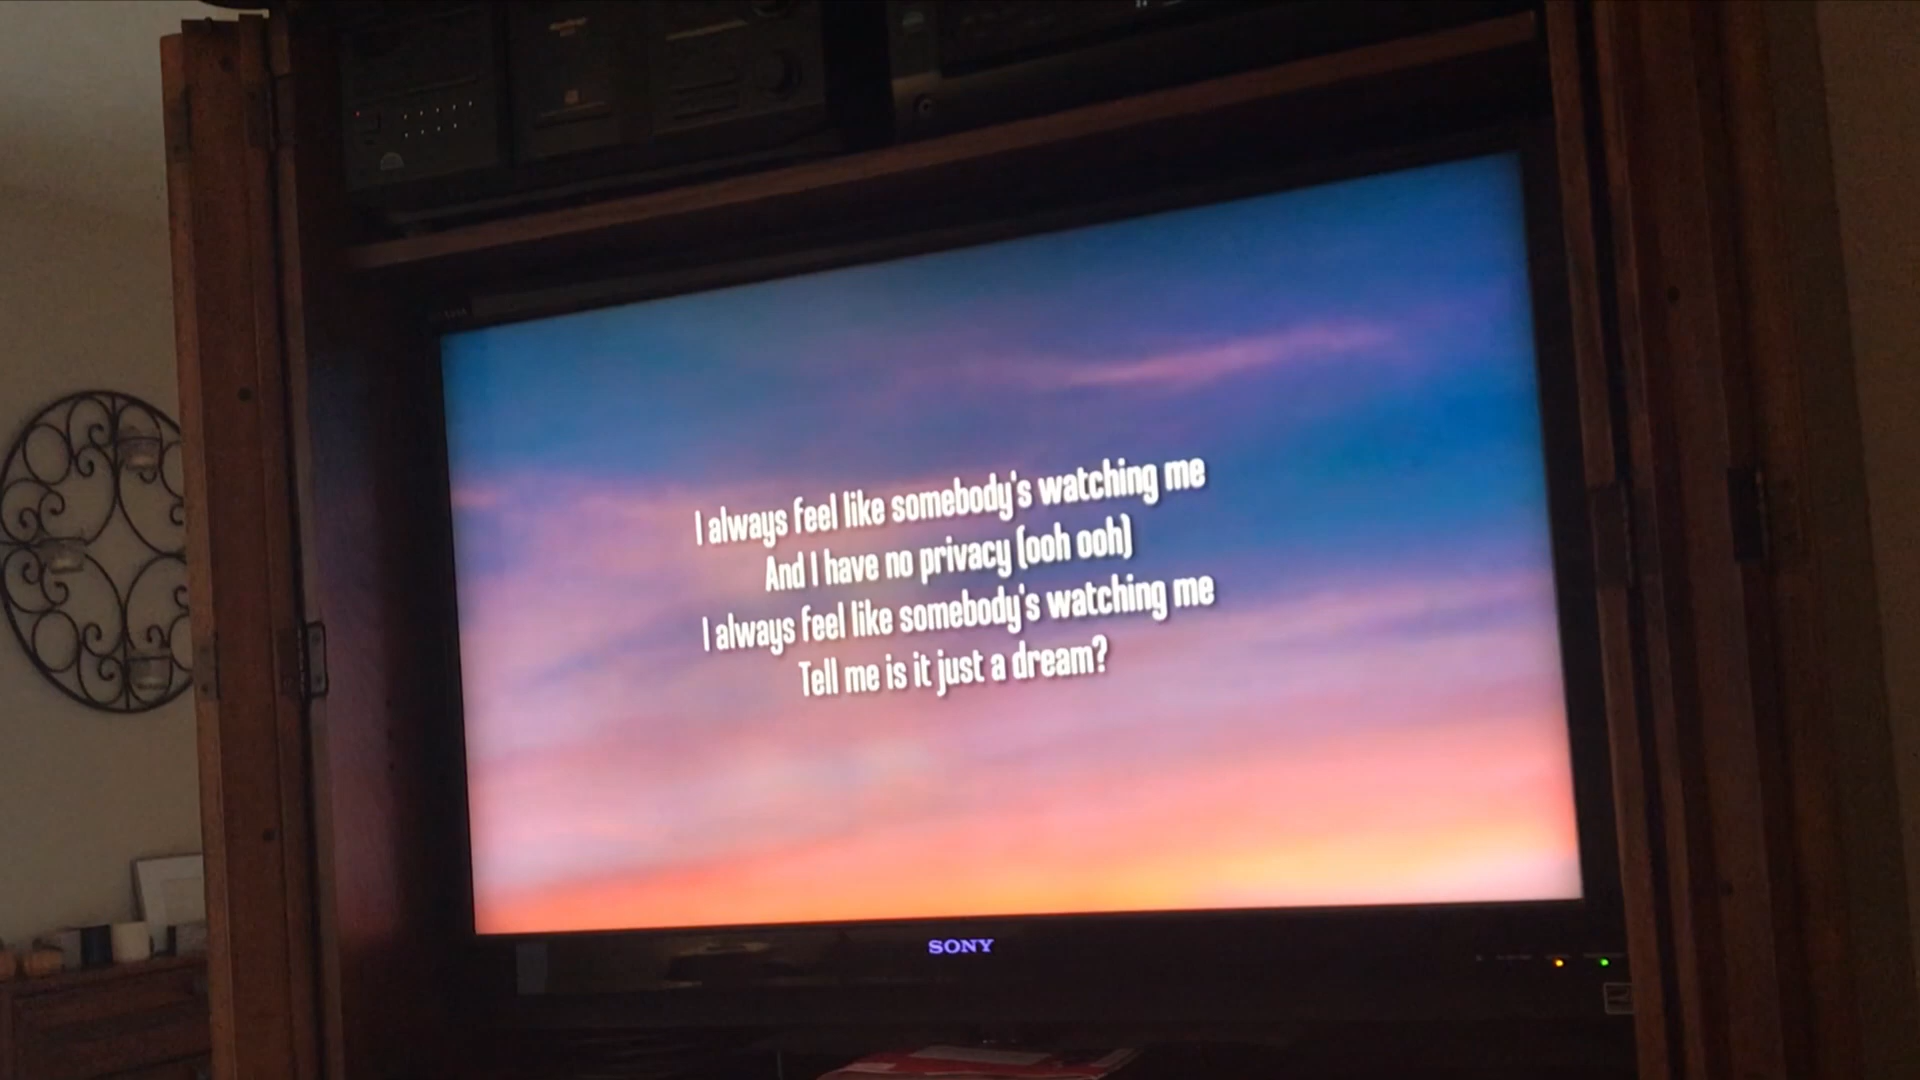 I always feel like somebody's watching me
And I have no privacy (ooh ooh)
I always feel like somebody's watching me
Tell me is it just a dream?
SONY